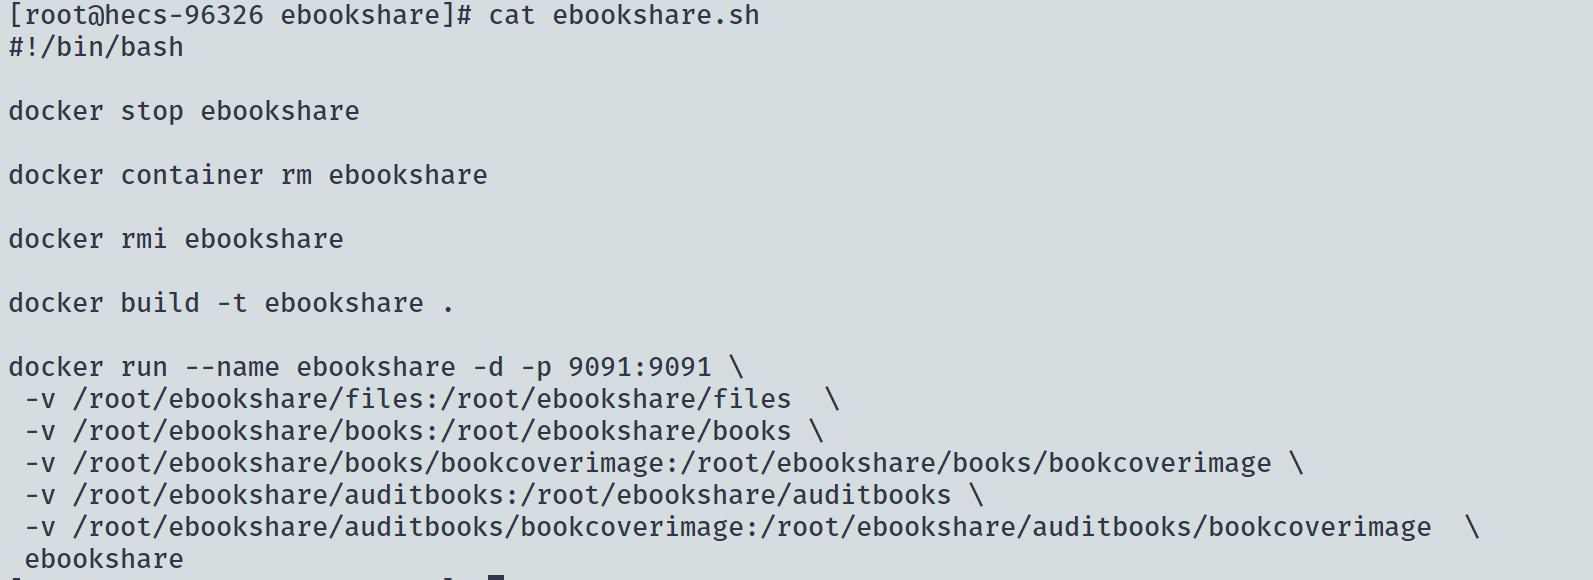 [root@hecs-96326 ebookshare]# cat ebookshare.sh
#!/bin/bash
docker stop ebookshare
docker container rm ebookshare
docker rmi ebookshare
docker build -t ebookshare .
docker run --name ebookshare -d -p 9091:9091 \
 -v /root/ebookshare/files:/root/ebookshare/files  \
 -v /root/ebookshare/books:/root/ebookshare/books \
 -v /root/ebookshare/books/bookcoverimage:/root/ebookshare/books/bookcoverimage \
 -v /root/ebookshare/auditbooks:/root/ebookshare/auditbooks \
 -v /root/ebookshare/auditbooks/bookcoverimage:/root/ebookshare/auditbooks/bookcoverimage  \
 ebookshare